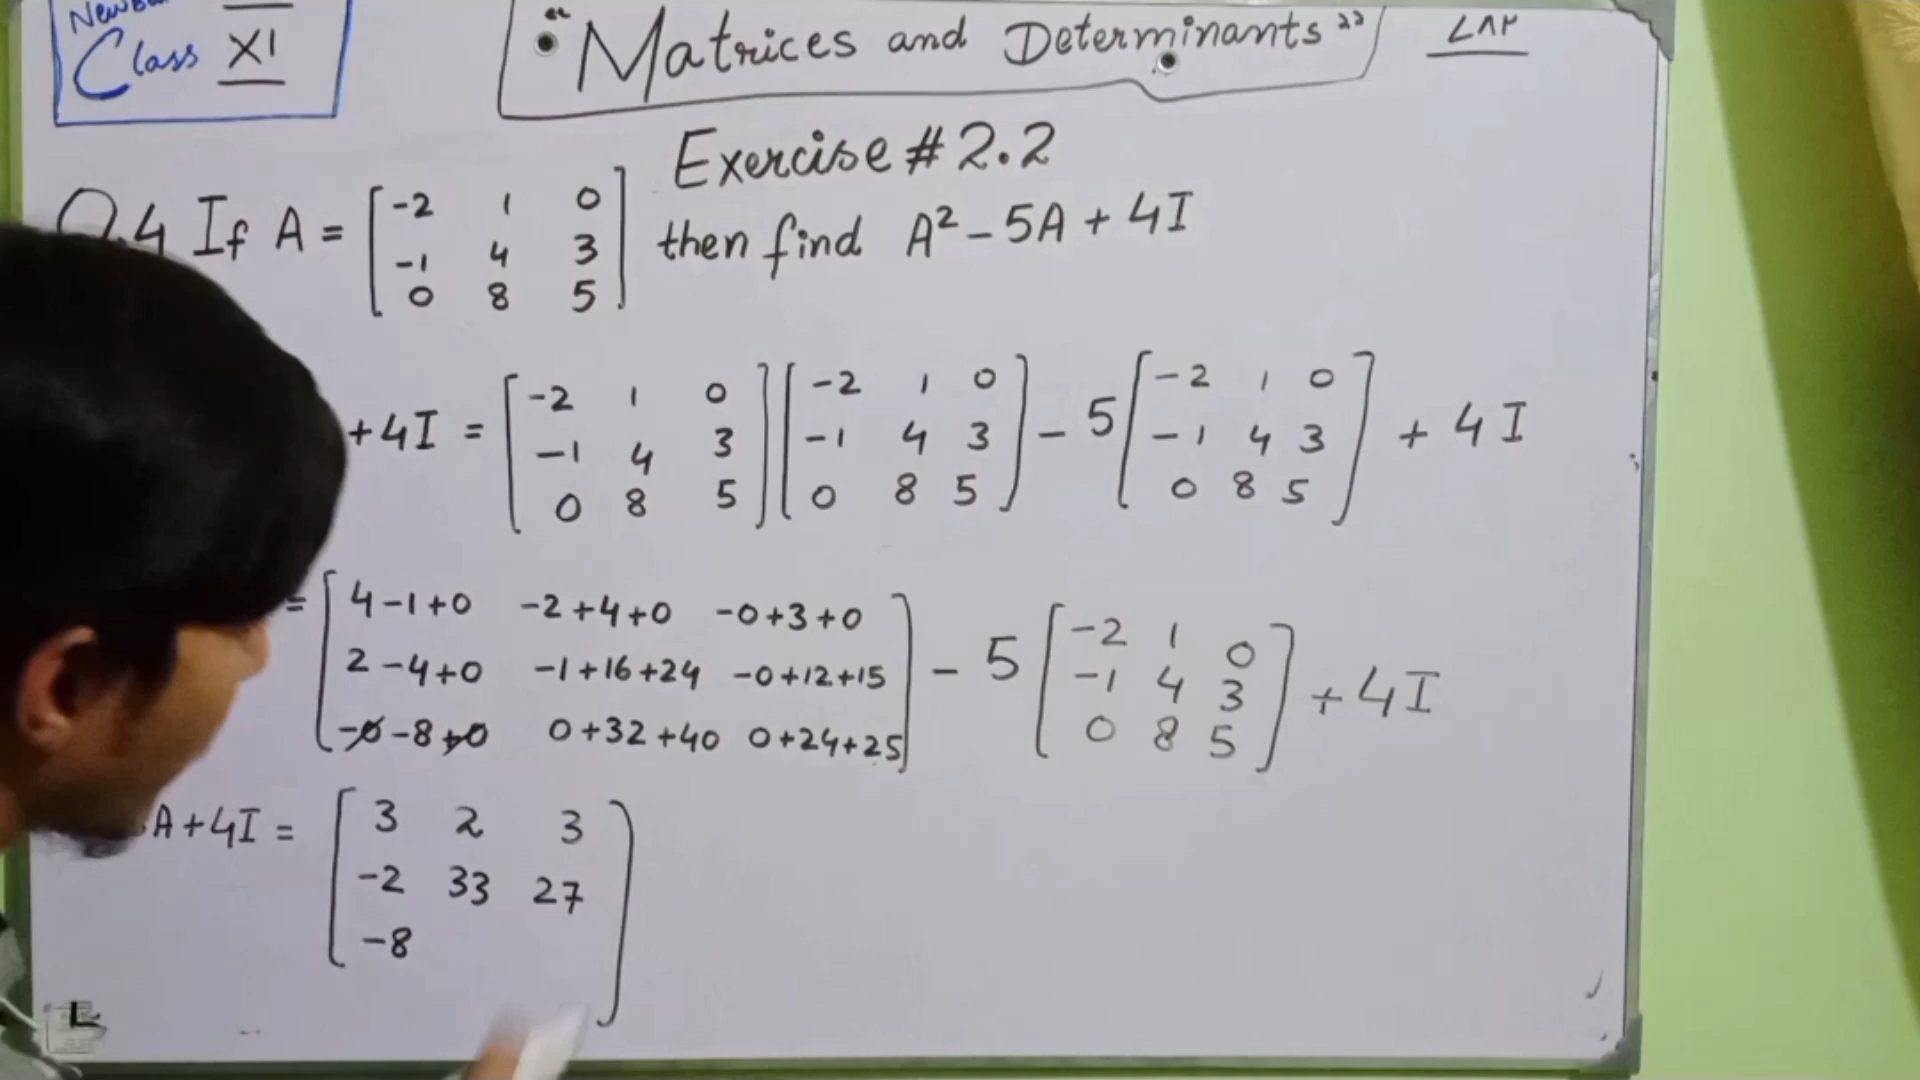 Class XI
"Matrices and Determinants"
Exercise # 2.2
Q.4 If A = [-2 1 0 then find A² - 5A + 4I
-1 4 3
0 8 5]
+4I = [-2 1 0] [-2 1 0] - 5 [-2 1 0] + 4I
-1 4 3 -1 4 3 -1 4 3
0 8 5 0 8 5 0 8 5
= [4-1+0 -2+4+0 -0+3+0] - 5 [-2 1 0] + 4I
2-4+0 -1+16+24 -0+12+15 -1 4 3
-0-8+0 0+32+40 0+24+25 0 8 5
A+4I = [3 2 3]
-2 33 27
-8